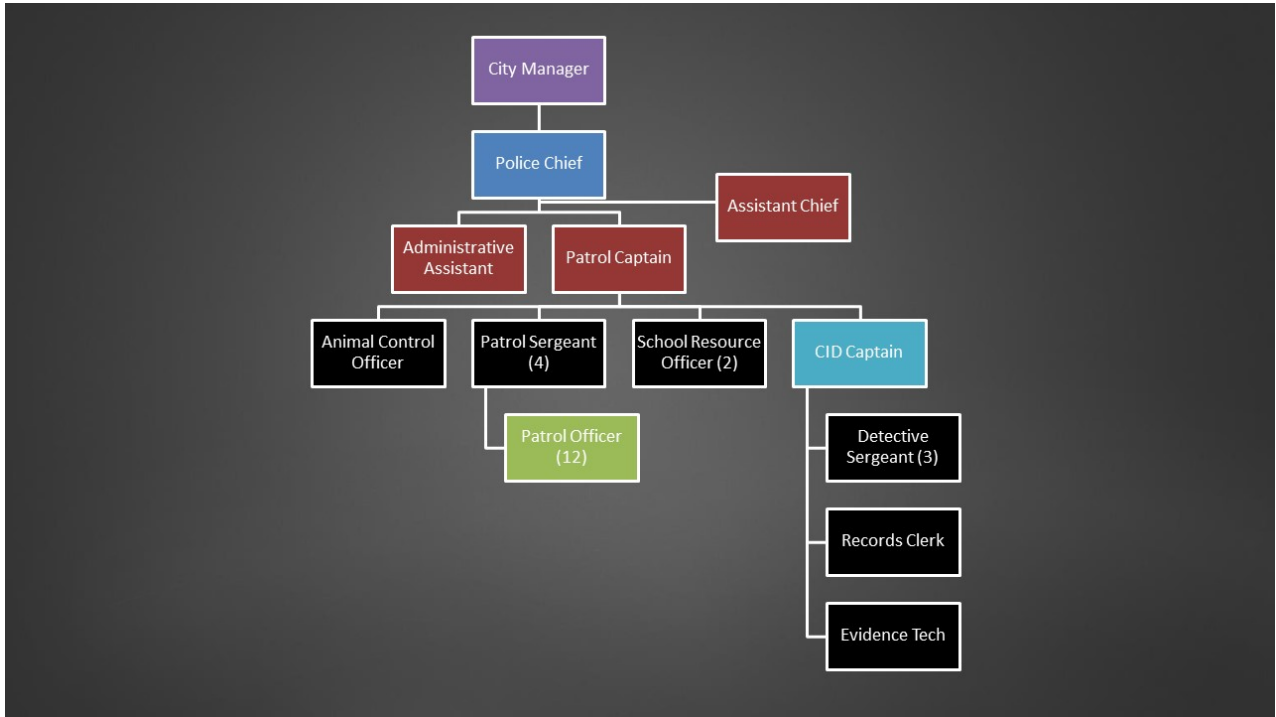 City Manager
Police Chief
Assistant Chief
Administrative
Assistant
Patrol Captain
Animal Control
Officer
Patrol Sergeant
(4)
School Resource
Officer (2)
CID Captain
Patrol Officer
(12)
Detective
Sergeant (3)
Records Clerk
Evidence Tech